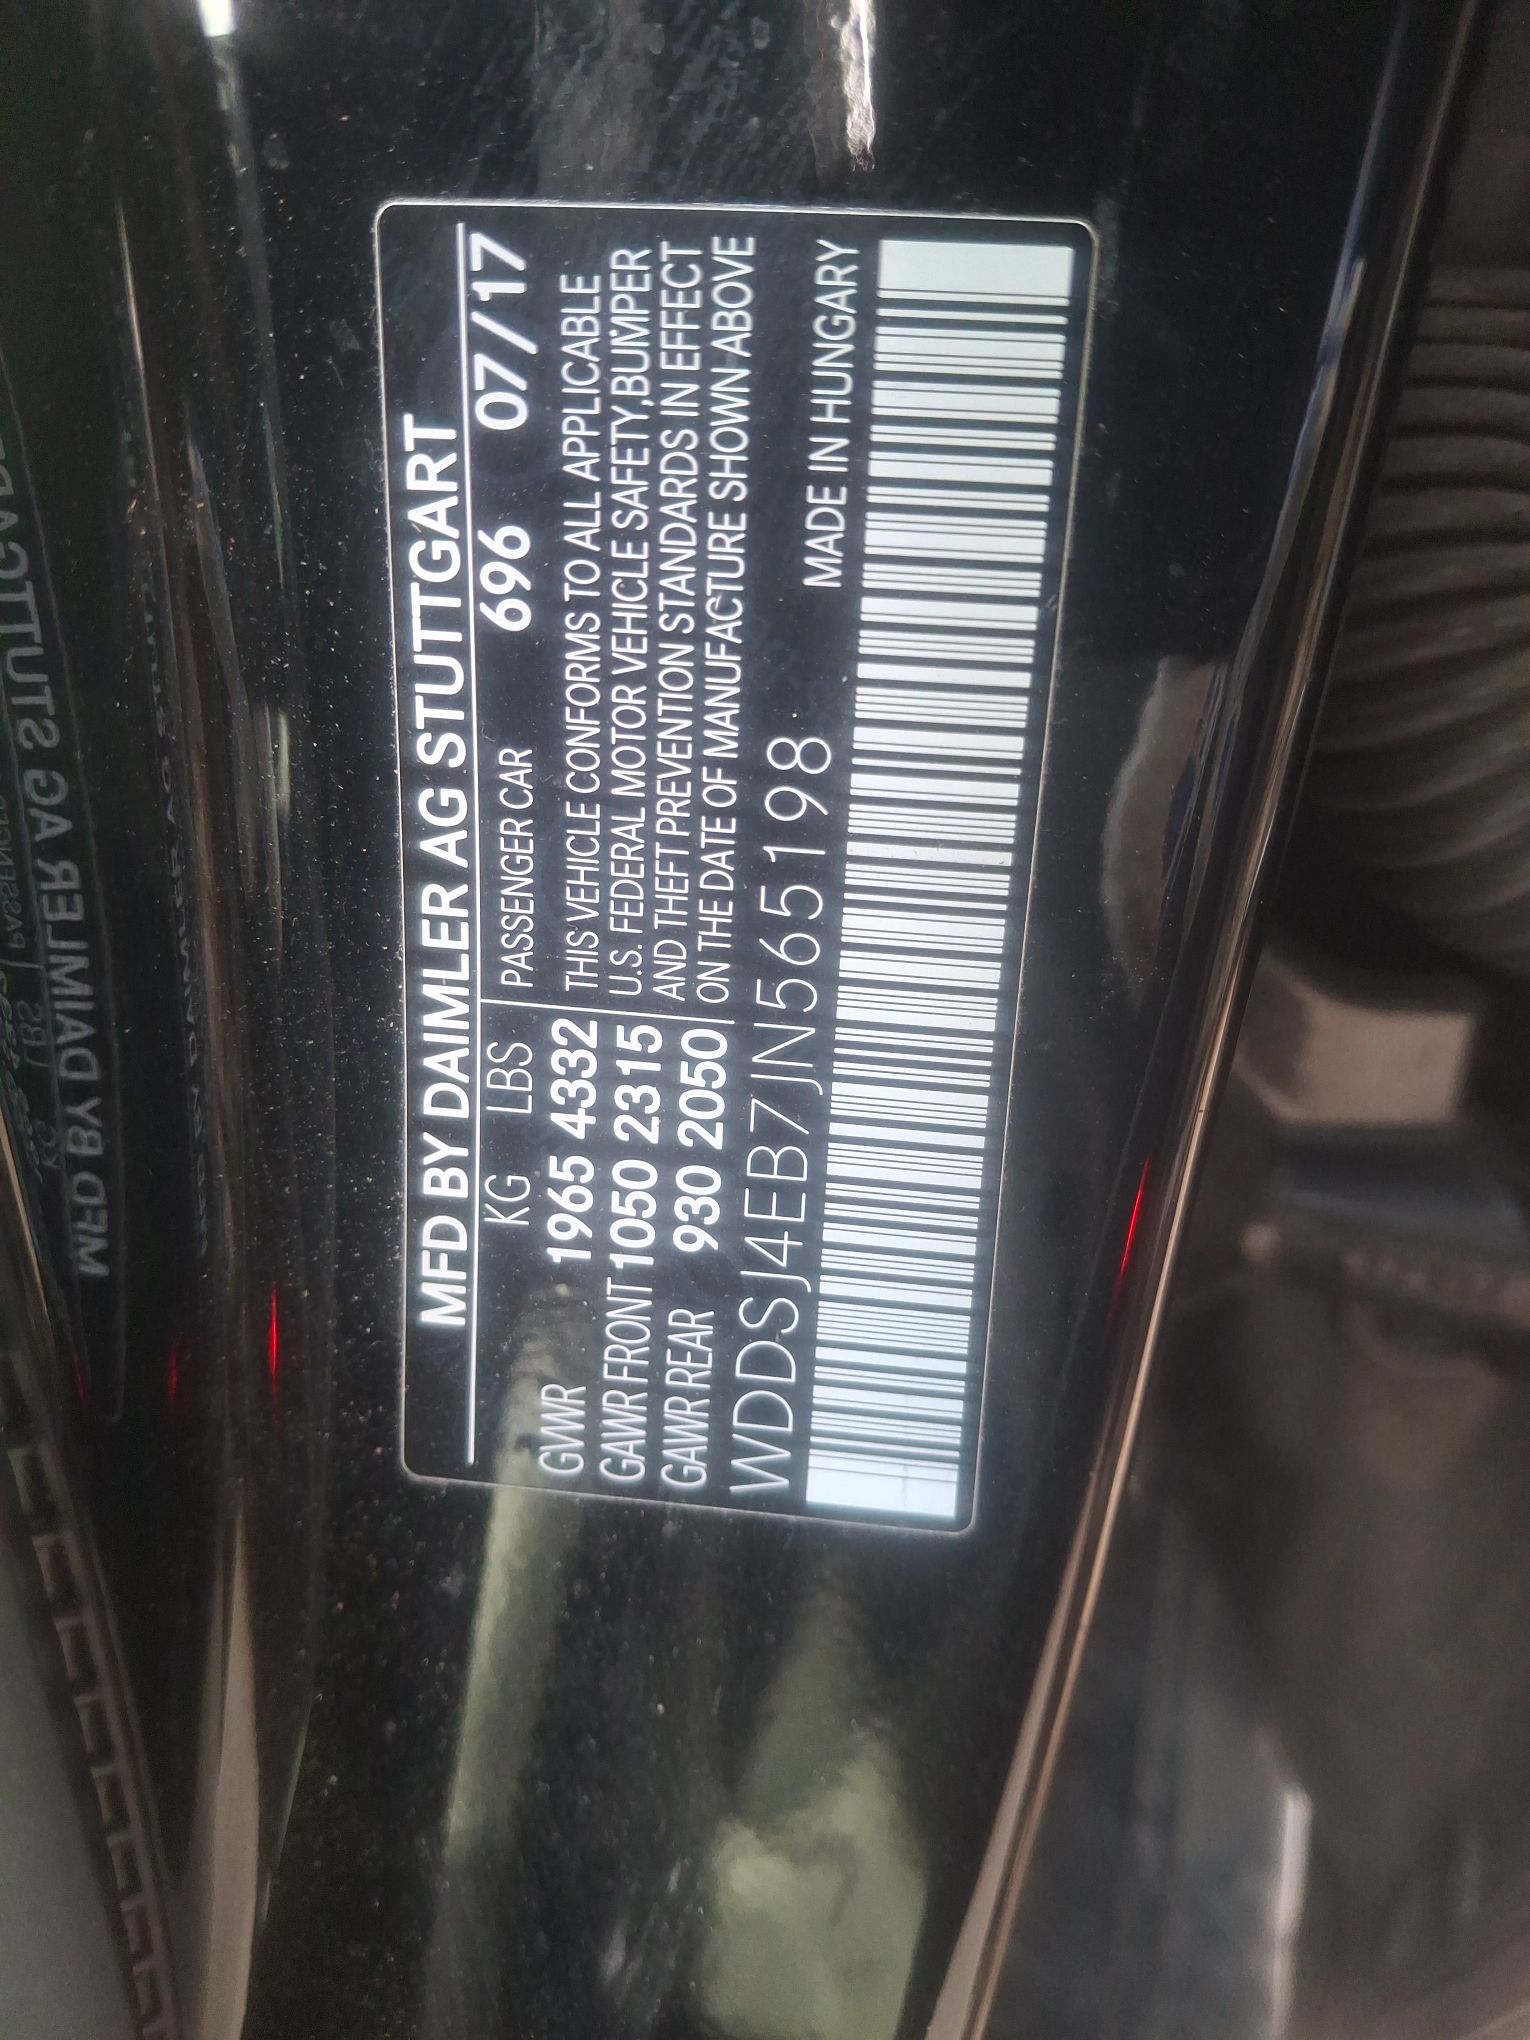 MFD BY DAIMLER AG STUTTGART
KG LBS PASSENGER CAR 696 07/17
GVWR 1965 4332 THIS VEHICLE CONFORMS TO ALL APPLICABLE
GAWR FRONT 1050 2315 U.S. FEDERAL MOTOR VEHICLE SAFETY,BUMPER
GAWR REAR 930 2050 AND THEFT PREVENTION STANDARDS IN EFFECT
ON THE DATE OF MANUFACTURE SHOWN ABOVE
WDDSJ4EB7JN565198 MADE IN HUNGARY